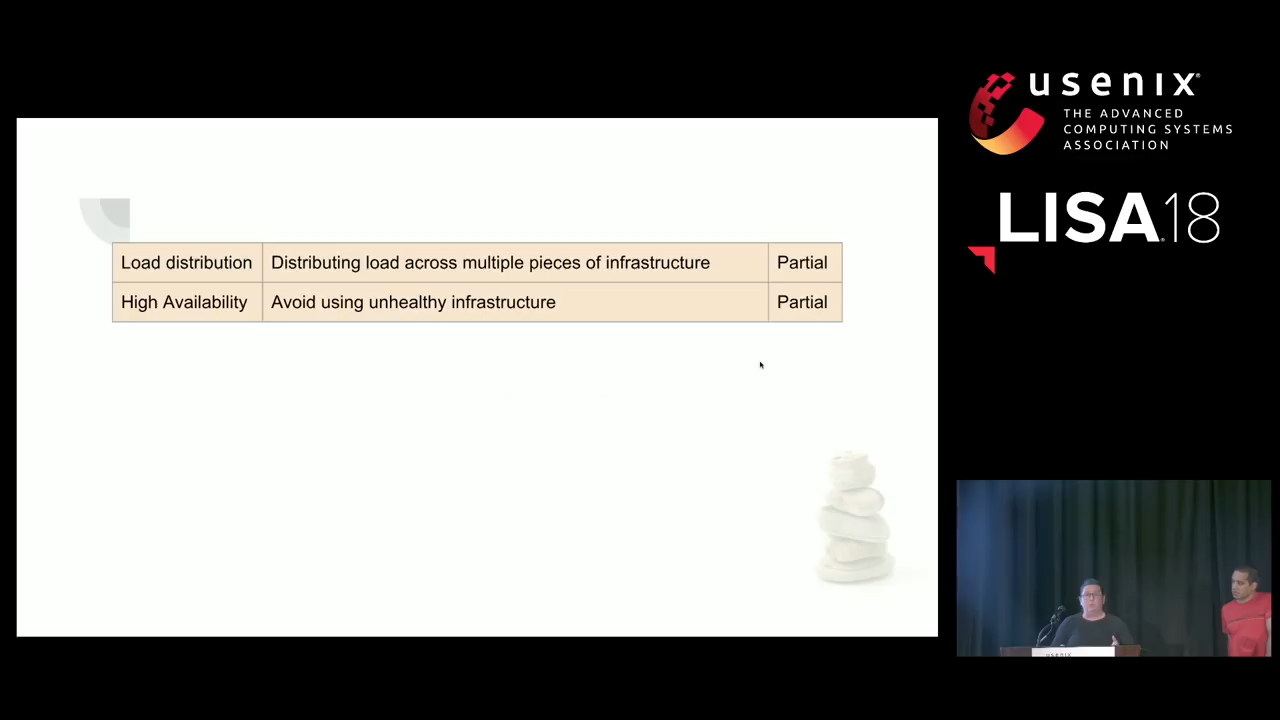 usenix
THE ADVANCED
COMPUTING SYSTEMS
ASSOCIATION
LISA18
Load distribution Distributing load across multiple pieces of infrastructure Partial
High Availability Avoid using unhealthy infrastructure Partial
usenix